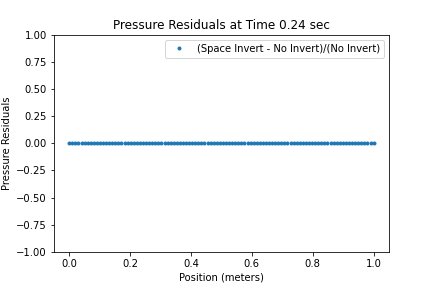 Pressure Residuals at Time 0.24 sec
(Space Invert - No Invert)/(No Invert)
1.00
0.75
0.50
0.25
0.00
−0.25
−0.50
−0.75
−1.00
Pressure Residuals
0.0 0.2 0.4 0.6 0.8 1.0
Position (meters)